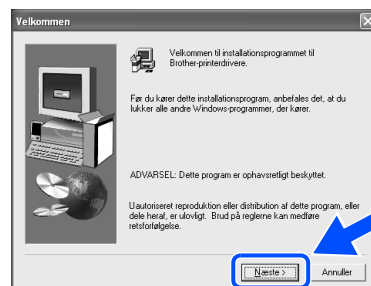 Velkommen
Velkommen til installationsprogrammet til
Brother-printerdrivere.
Før du kører dette installationsprogram, anbefales det, at du
lukker alle andre Windows-programmer, der kører.
ADVARSEL: Dette program er ophavsretligt beskyttet.
Uautoriseret reproduktion eller distribution af dette program, eller
dele heraf, er ulovligt. Brud på reglerne kan medføre
retsforfølgelse.
Næste >
Annuller